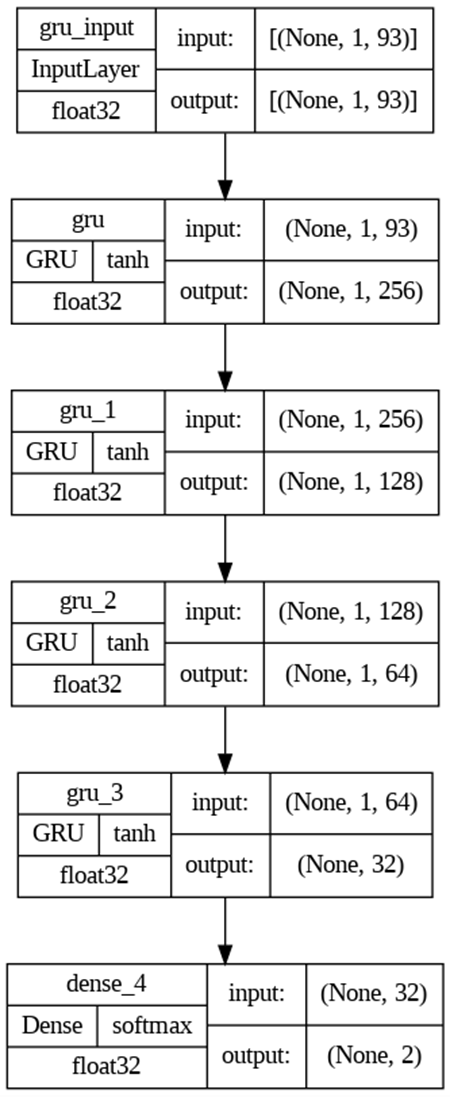 gru_input
input:
[(None, 1, 93)]
InputLayer
float32
output:
[(None, 1, 93)]
gru
input:
(None, 1, 93)
GRU
tanh
float32
output:
(None, 1, 256)
gru_1
input:
(None, 1, 256)
GRU
tanh
float32
output:
(None, 1, 128)
gru_2
input:
(None, 1, 128)
GRU
tanh
float32
output:
(None, 1, 64)
gru_3
input:
(None, 1, 64)
GRU
tanh
float32
output:
(None, 32)
dense_4
input:
(None, 32)
Dense
softmax
float32
output:
(None, 2)